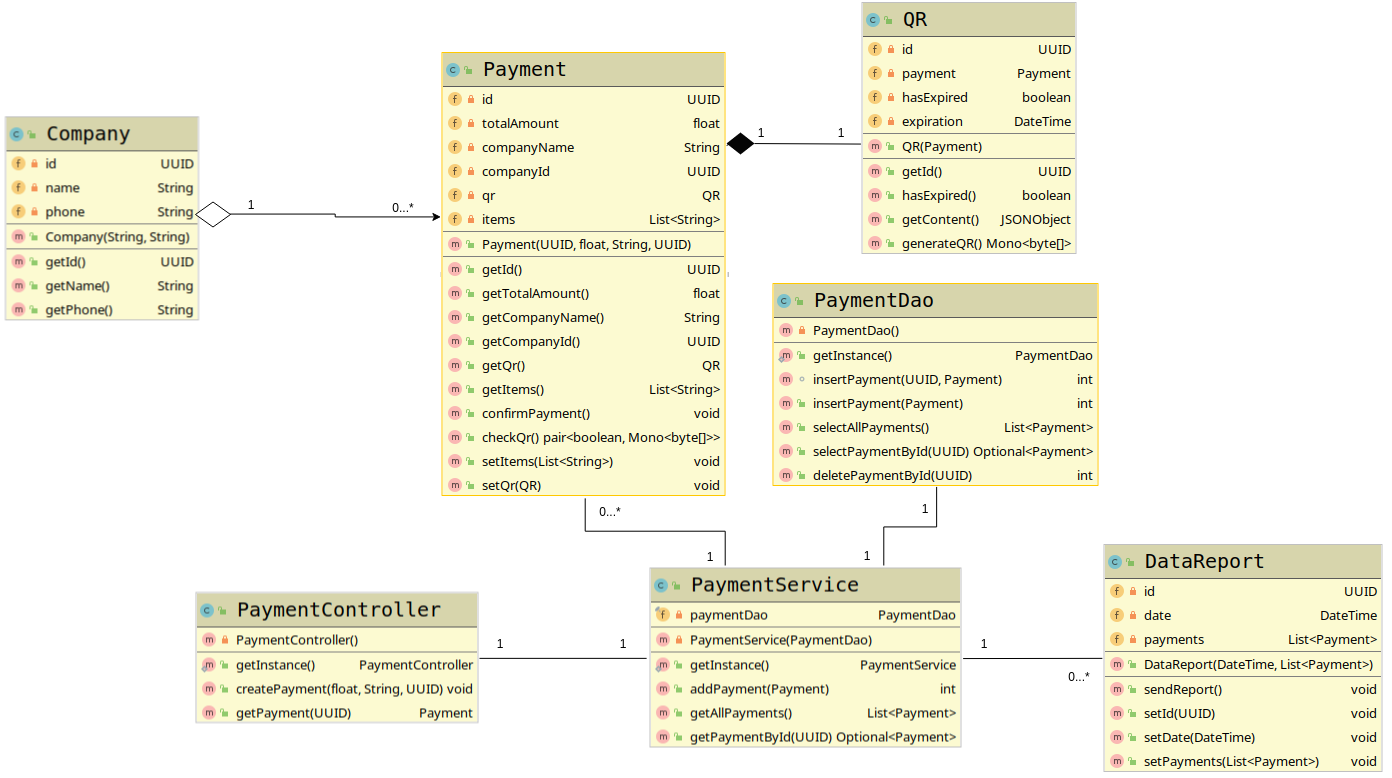 QR
id UUID
payment Payment
hasExpired boolean
expiration DateTime
QR(Payment)
getId() UUID
hasExpired() boolean
getContent() JSONObject
generateQR() Mono<byte[]>
Payment
id UUID
totalAmount float
companyName String
companyId UUID
qr QR
items List<String>
Payment(UUID, float, String, UUID)
getId() UUID
getTotalAmount() float
getCompanyName() String
getCompanyId() UUID
getQr() QR
getItems() List<String>
confirmPayment() void
checkQr() pair<boolean, Mono<byte[]>>
setItems(List<String>) void
setQr(QR) void
1 1
Company
id UUID
name String
phone String
Company(String, String)
getId() UUID
getName() String
getPhone() String
1 0...*
PaymentDao
PaymentDao()
getInstance() PaymentDao
insertPayment(UUID, Payment) int
insertPayment(Payment) int
selectAllPayments() List<Payment>
selectPaymentById(UUID) Optional<Payment>
deletePaymentById(UUID) int
0...* 1
1 1
PaymentController
PaymentController()
getInstance() PaymentController
createPayment(float, String, UUID) void
getPayment(UUID) Payment
1 1
PaymentService
paymentDao PaymentDao
PaymentService(PaymentDao)
getInstance() PaymentService
addPayment(Payment) int
getAllPayments() List<Payment>
getPaymentById(UUID) Optional<Payment>
1 0...*
DataReport
id UUID
date DateTime
payments List<Payment>
DataReport(DateTime, List<Payment>)
sendReport() void
setId(UUID) void
setDate(DateTime) void
setPayments(List<Payment>) void